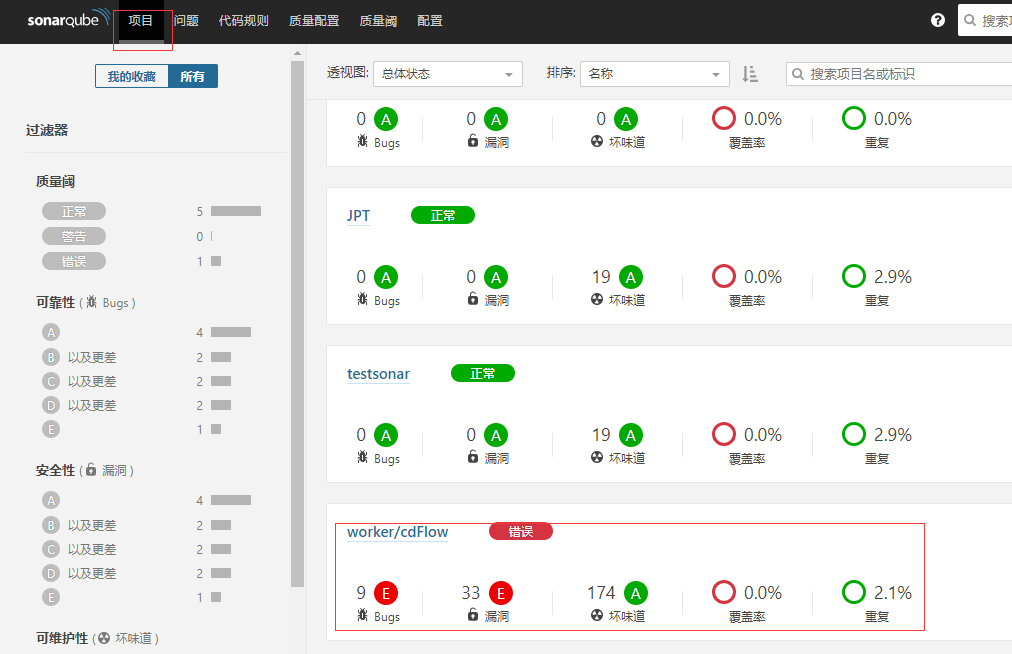 sonarqube 项目 问题 代码规则 质量配置 质量阈 配置 ? 搜索项
我的收藏 所有
透视图: 总体状态 排序: 名称 搜索项目名或标识
过滤器
质量阈
正常 5
警告 0
错误 1
可靠性 ( Bugs )
A 4
B 以及更差 2
C 以及更差 2
D 以及更差 2
E 1
安全性 ( 漏洞 )
A 4
B 以及更差 2
C 以及更差 2
D 以及更差 2
E 1
可维护性 ( 坏味道 )
0 A 0 A 0 A 0.0% 0.0%
Bugs 漏洞 坏味道 覆盖率 重复
JPT 正常
0 A 0 A 19 A 0.0% 2.9%
Bugs 漏洞 坏味道 覆盖率 重复
testsonar 正常
0 A 0 A 19 A 0.0% 2.9%
Bugs 漏洞 坏味道 覆盖率 重复
worker/cdFlow 错误
9 E 33 E 174 A 0.0% 2.1%
Bugs 漏洞 坏味道 覆盖率 重复